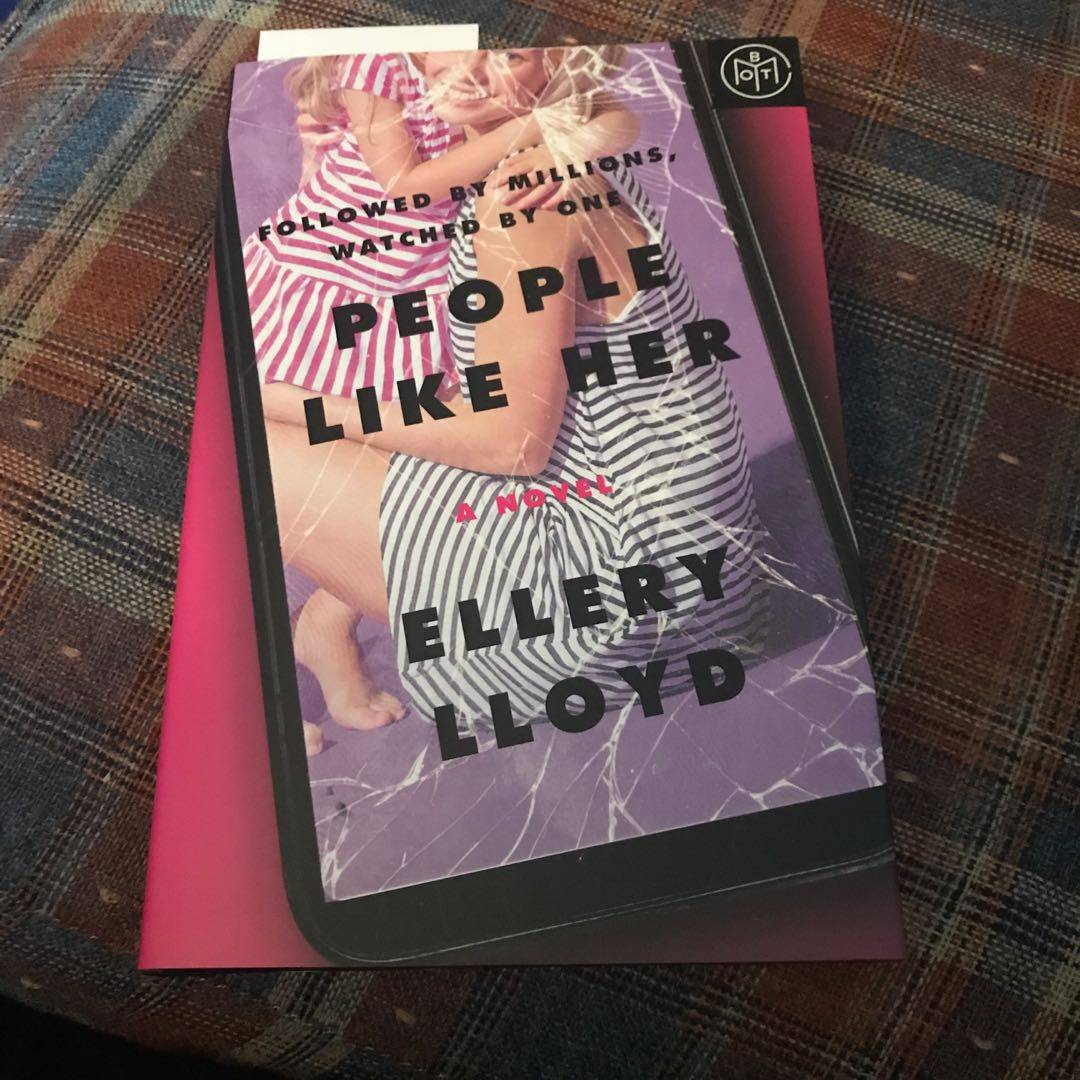 BOTM
FOLLOWED BY MILLIONS,
WATCHED BY ONE
PEOPLE
LIKE HER
A NOVEL
ELLERY
LLOYD